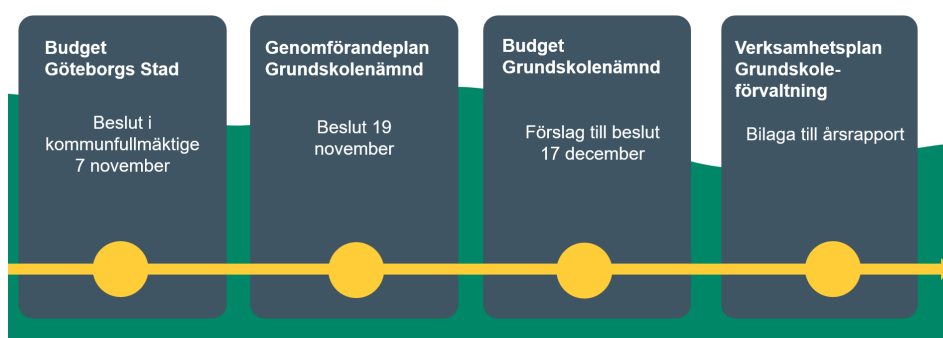 Budget
Göteborgs Stad
Beslut i
kommunfullmäktige
7 november
Genomförandeplan
Grundskolenämnd
Beslut 19
november
Budget
Grundskolenämnd
Förslag till beslut
17 december
Verksamhetsplan
Grundskole-
förvaltning
Bilaga till årsrapport